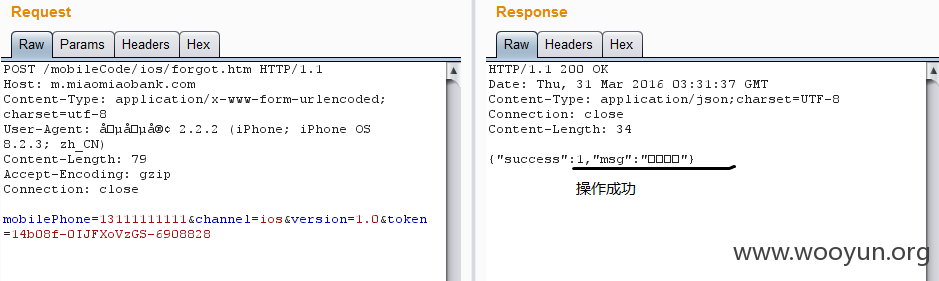 Request
Raw Params Headers Hex
POST /mobileCode/ios/forgot.htm HTTP/1.1
Host: m.miaomiaobank.com
Content-Type: application/x-www-form-urlencoded;
charset=utf-8
User-Agent: å□µå□µå®¢ 2.2.2 (iPhone; iPhone OS
8.2.3; zh_CN)
Content-Length: 79
Accept-Encoding: gzip
Connection: close
mobilePhone=13111111111&channel=ios&version=1.0&token
=14b08f-OIJFXoVzGS-6908828
Response
Raw Headers Hex
HTTP/1.1 200 OK
Date: Thu, 31 Mar 2016 03:31:37 GMT
Content-Type: application/json;charset=UTF-8
Connection: close
Content-Length: 34
{"success":1,"msg":"□□□□"}
操作成功
www.wooyun.org